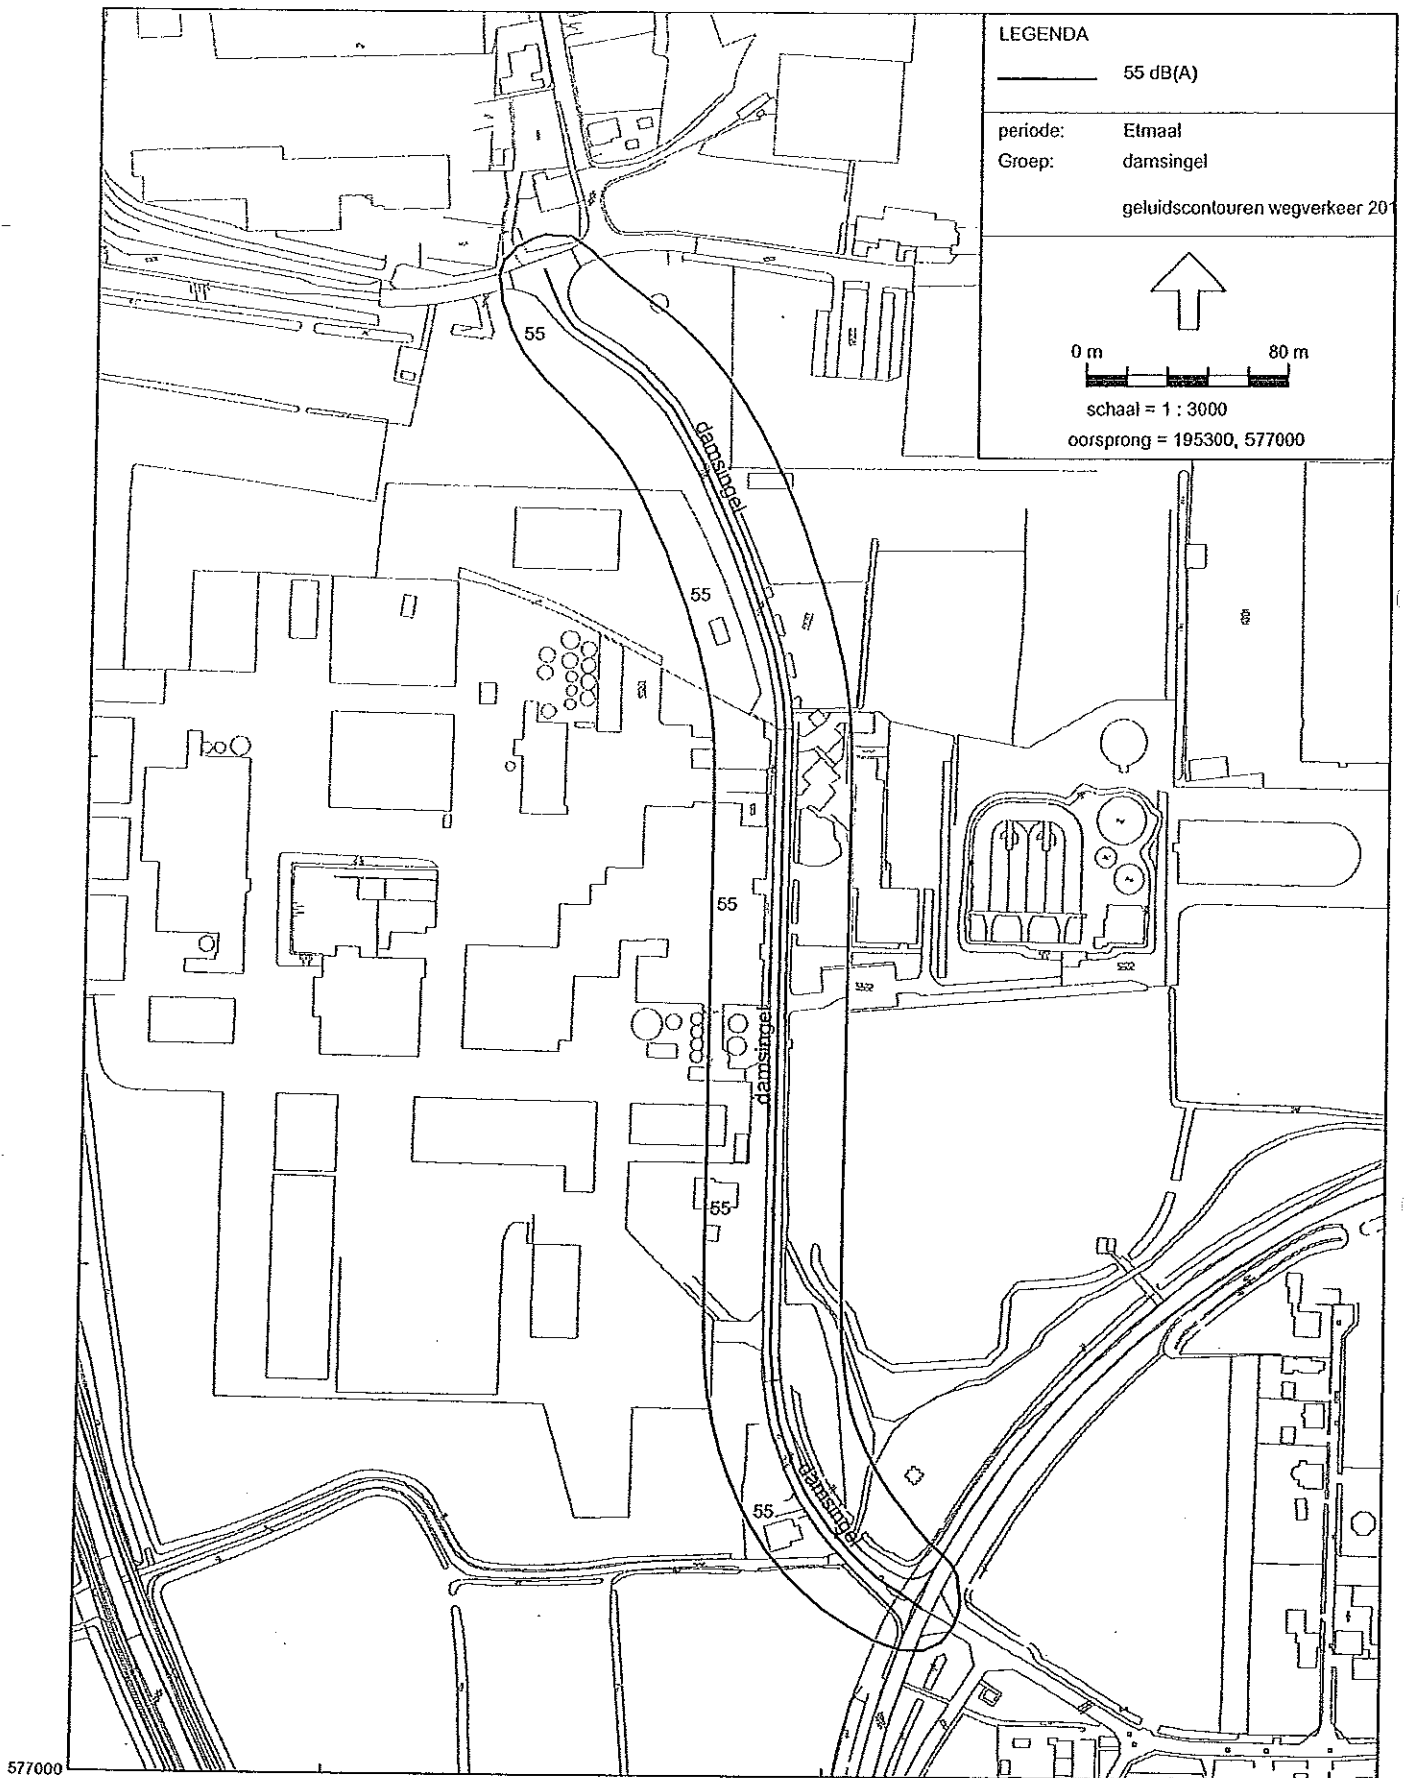 LEGENDA
55 dB(A)
periode: Etmaal
Groep: damsingel
geluidscontouren wegverkeer 201
0 m 80 m
schaal = 1 : 3000
oorsprong = 195300, 577000
55
damsingel
55
55
damsingel
55
damsingel
55
577000